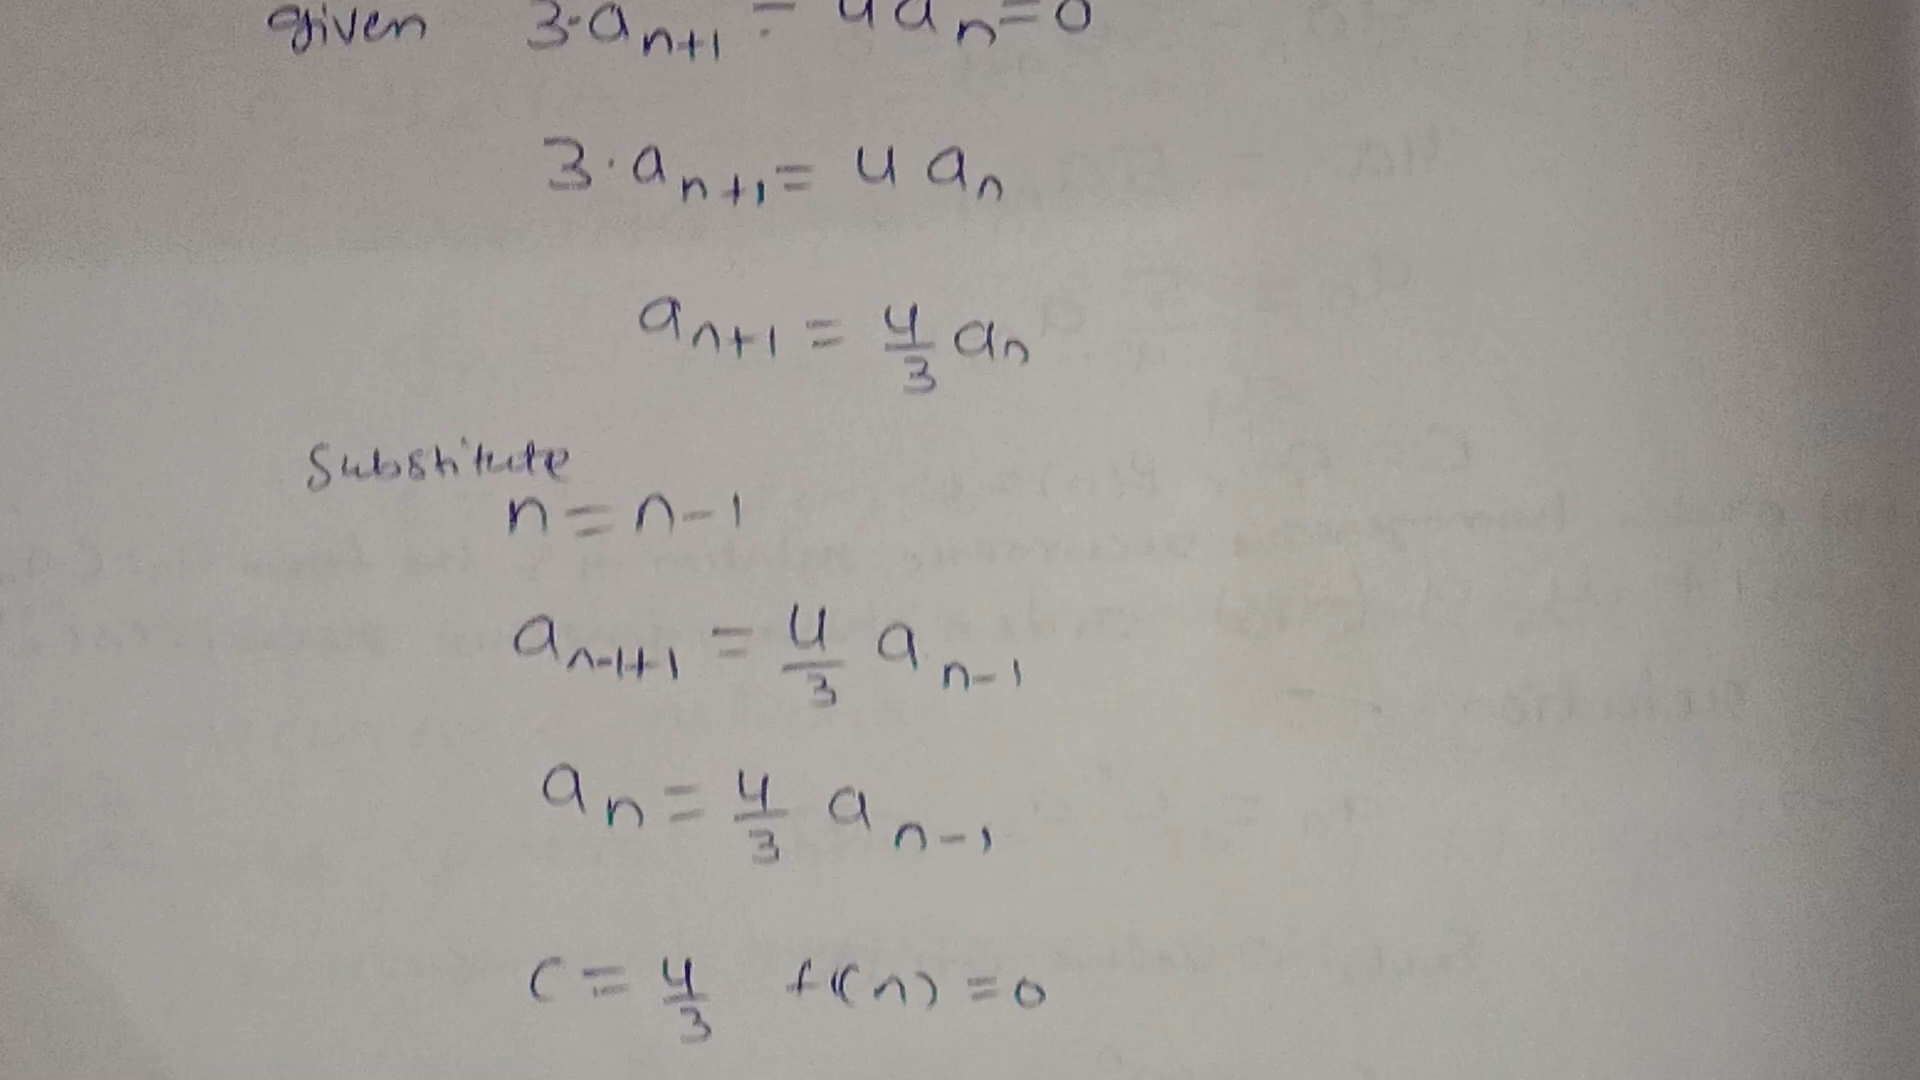 given 3·aₙ₊₁ - 4aₙ = 0
3·aₙ₊₁ = 4 aₙ
aₙ₊₁ = 4/3 aₙ
Substitute
n = n-1
aₙ₋₁₊₁ = 4/3 aₙ₋₁
aₙ = 4/3 aₙ₋₁
C = 4/3 f(n) = 0